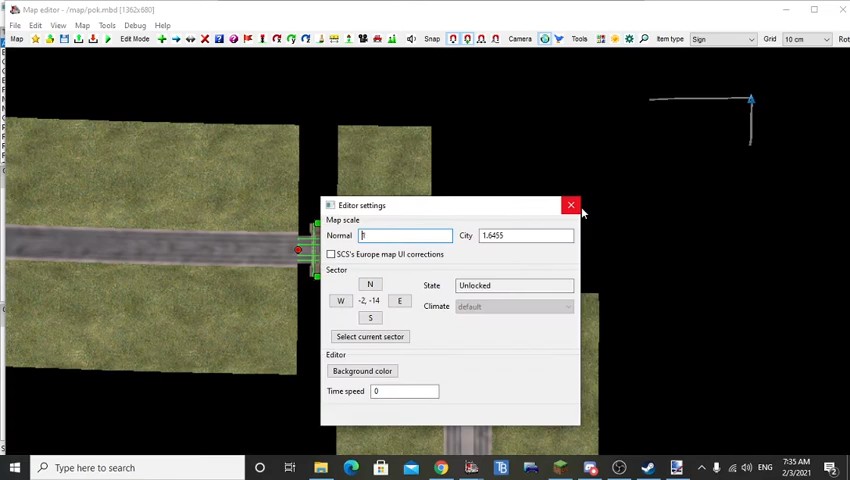 Map editor - /map/pok.mbd [1362x680]
File Edit View Map Tools Debug Help
Map Edit Mode Snap Camera Tools Item type Sign Grid 10 cm Rot
Editor settings
Map scale
Normal 1 City 1.6455
SCS's Europe map UI corrections
Sector
N State Unlocked
W -2, -14 E Climate default
S
Select current sector
Editor
Background color
Time speed 0
Type here to search
ENG 7:35 AM
2/3/2021